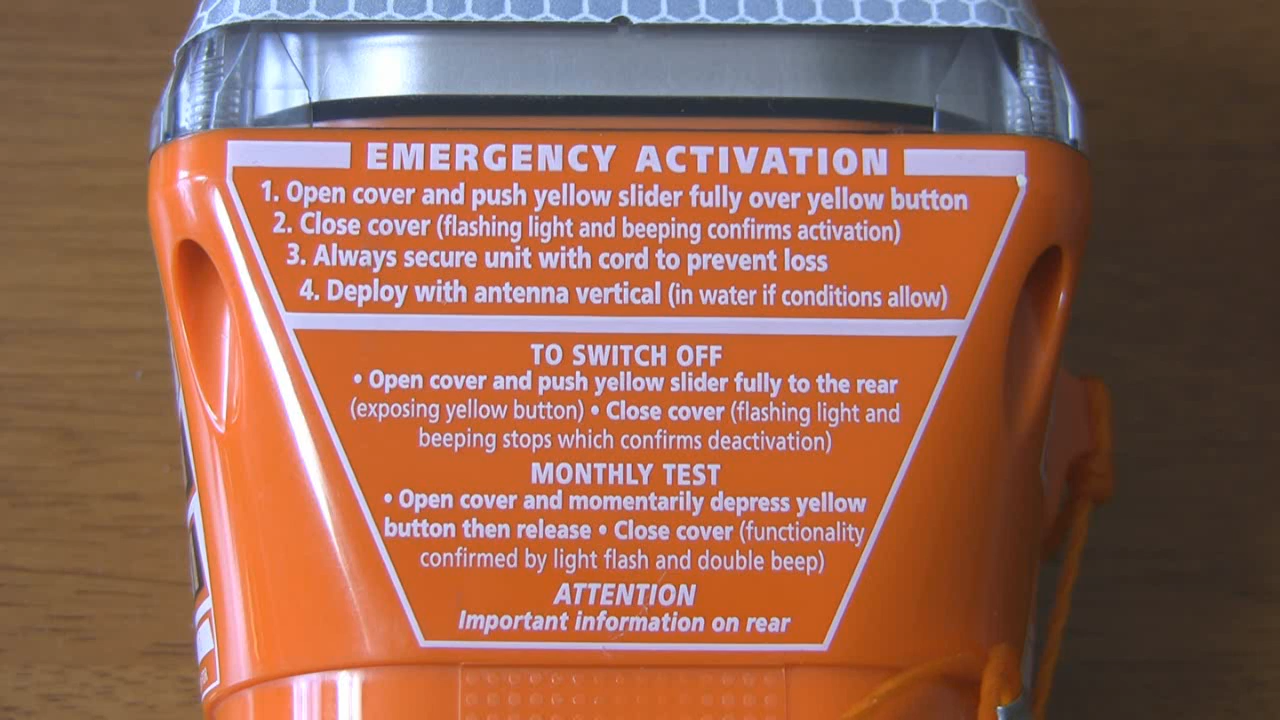 EMERGENCY ACTIVATION
1. Open cover and push yellow slider fully over yellow button
2. Close cover (flashing light and beeping confirms activation)
3. Always secure unit with cord to prevent loss
4. Deploy with antenna vertical (in water if conditions allow)
TO SWITCH OFF
• Open cover and push yellow slider fully to the rear
(exposing yellow button) • Close cover (flashing light and
beeping stops which confirms deactivation)
MONTHLY TEST
• Open cover and momentarily depress yellow
button then release • Close cover (functionality
confirmed by light flash and double beep)
ATTENTION
Important information on rear